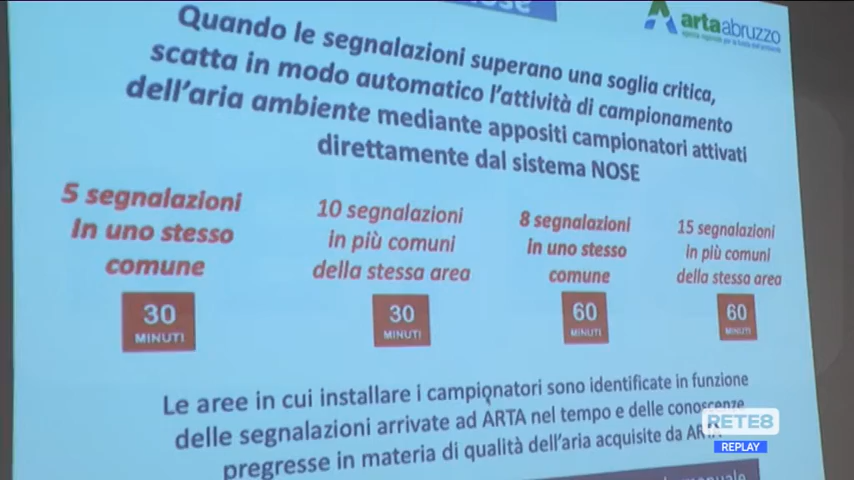 NOSE
artaabruzzo
Quando le segnalazioni superano una soglia critica,
scatta in modo automatico l'attività di campionamento
dell'aria ambiente mediante appositi campionatori attivati
direttamente dal sistema NOSE
5 segnalazioni
In uno stesso
comune
30
MINUTI
10 segnalazioni
in più comuni
della stessa area
30
MINUTI
8 segnalazioni
in uno stesso
comune
60
MINUTI
15 segnalazioni
in più comuni
della stessa area
60
MINUTI
Le aree in cui installare i campionatori sono identificate in funzione
delle segnalazioni arrivate ad ARTA nel tempo e delle conoscenze
pregresse in materia di qualità dell'aria acquisite da ARTA
manuale
RETE8
REPLAY